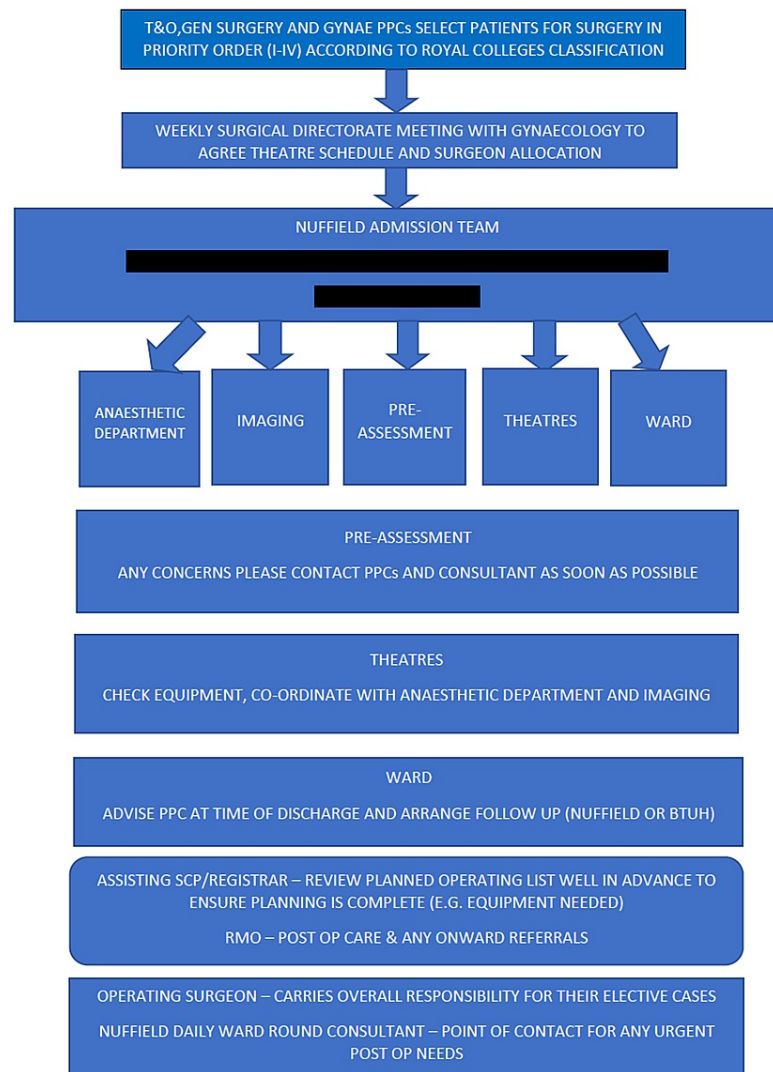 T&O,GEN SURGERY AND GYNAE PPCs SELECT PATIENTS FOR SURGERY IN
PRIORITY ORDER (I-IV) ACCORDING TO ROYAL COLLEGES CLASSIFICATION
WEEKLY SURGICAL DIRECTORATE MEETING WITH GYNAECOLOGY TO
AGREE THEATRE SCHEDULE AND SURGEON ALLOCATION
NUFFIELD ADMISSION TEAM
ANAESTHETIC
DEPARTMENT
IMAGING
PRE-
ASSESSMENT
THEATRES
WARD
PRE-ASSESSMENT
ANY CONCERNS PLEASE CONTACT PPCs AND CONSULTANT AS SOON AS POSSIBLE
THEATRES
CHECK EQUIPMENT, CO-ORDINATE WITH ANAESTHETIC DEPARTMENT AND IMAGING
WARD
ADVISE PPC AT TIME OF DISCHARGE AND ARRANGE FOLLOW UP (NUFFIELD OR BTUH)
ASSISTING SCP/REGISTRAR – REVIEW PLANNED OPERATING LIST WELL IN ADVANCE TO
ENSURE PLANNING IS COMPLETE (E.G. EQUIPMENT NEEDED)
RMO – POST OP CARE & ANY ONWARD REFERRALS
OPERATING SURGEON – CARRIES OVERALL RESPONSIBILITY FOR THEIR ELECTIVE CASES
NUFFIELD DAILY WARD ROUND CONSULTANT – POINT OF CONTACT FOR ANY URGENT
POST OP NEEDS